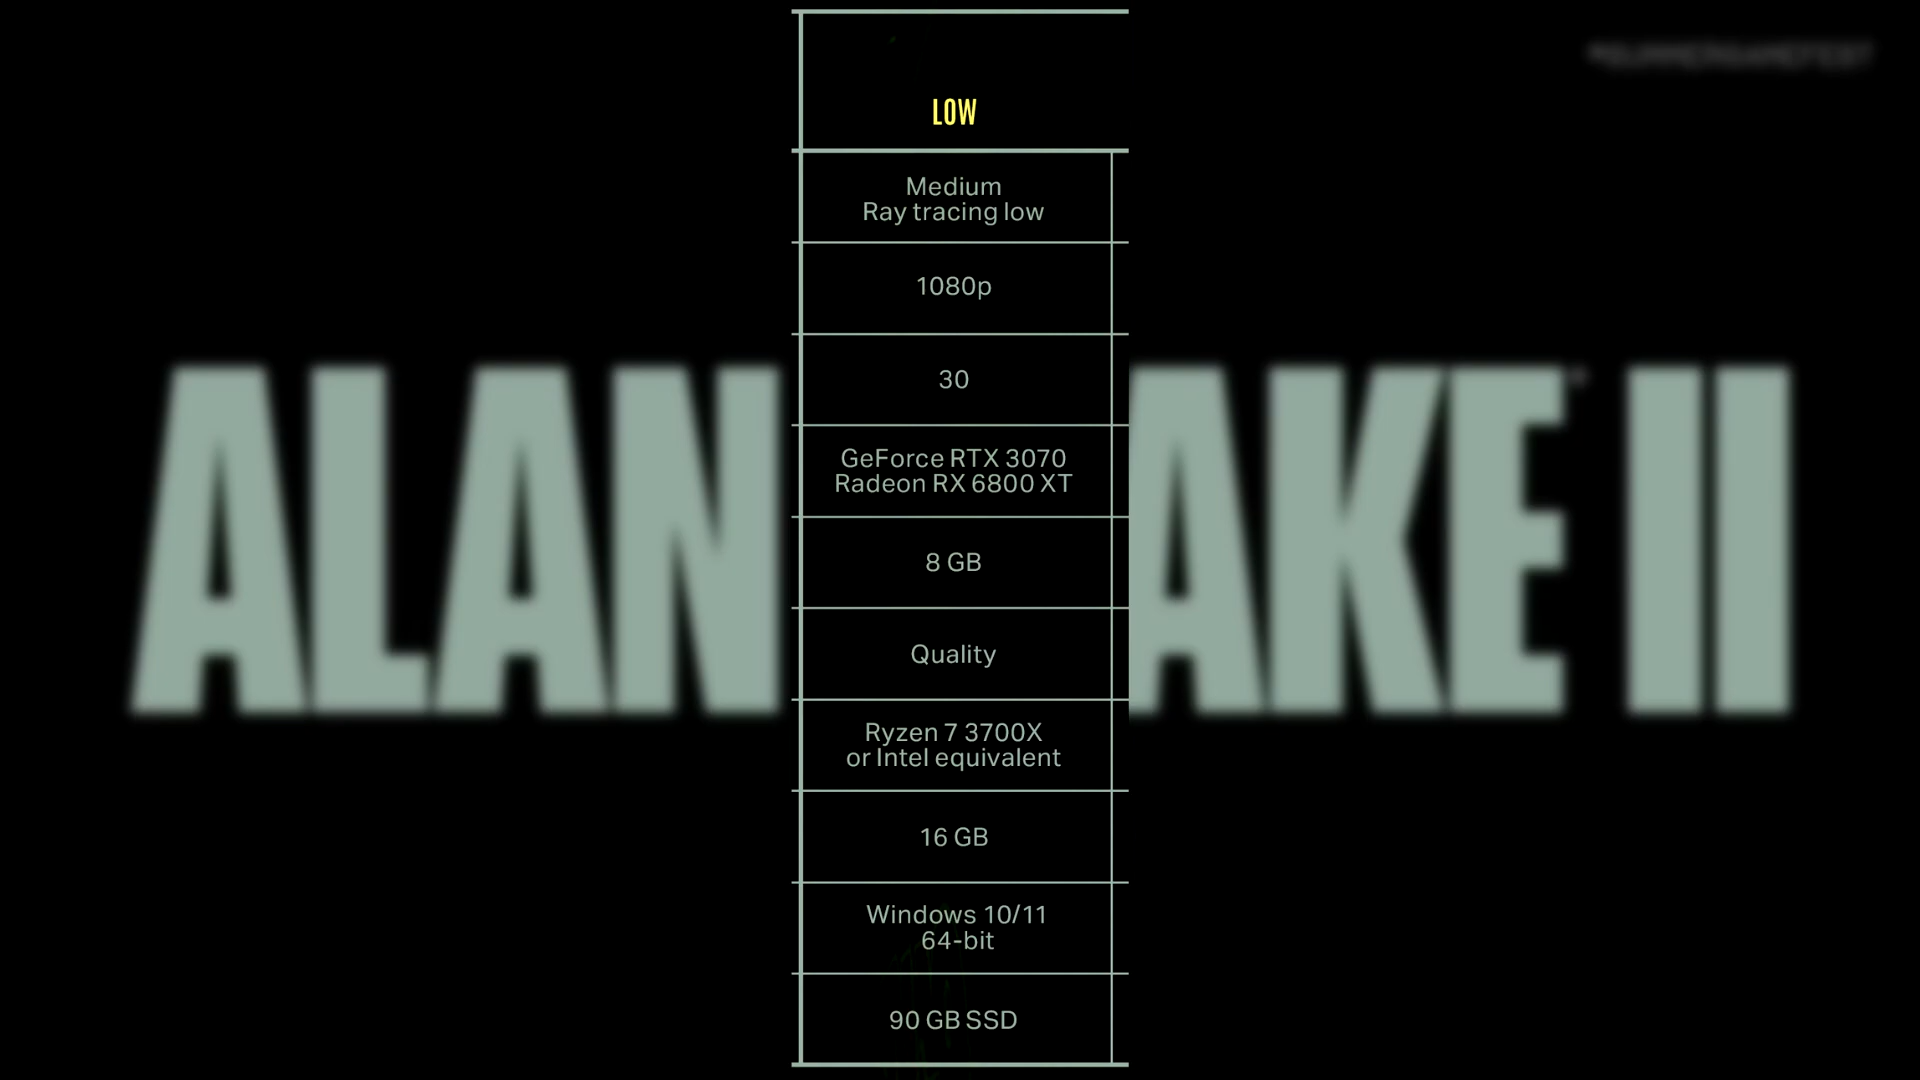 #SUMMERGAMEFEST
LOW
Medium
Ray tracing low
1080p
30
GeForce RTX 3070
Radeon RX 6800 XT
8 GB
Quality
Ryzen 7 3700X
or Intel equivalent
16 GB
Windows 10/11
64-bit
90 GB SSD
ALAN AKE II